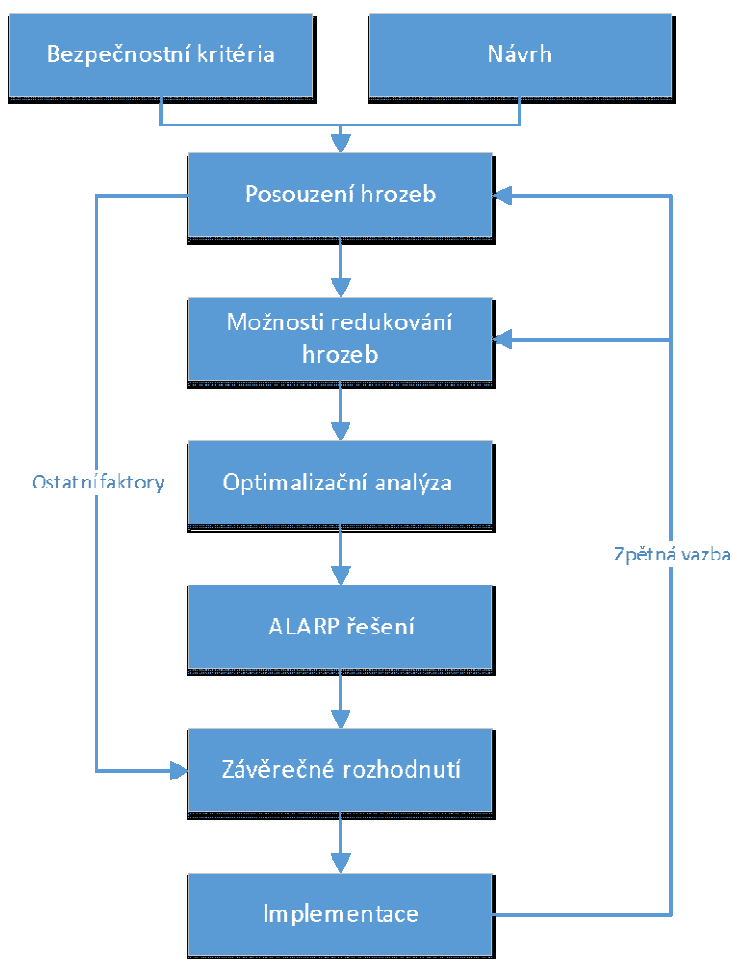 Bezpečnostní kritéria
Návrh
Posouzení hrozeb
Možnosti redukování
hrozeb
Ostatní faktory
Optimalizační analýza
Zpětná vazba
ALARP řešení
Závěrečné rozhodnutí
Implementace